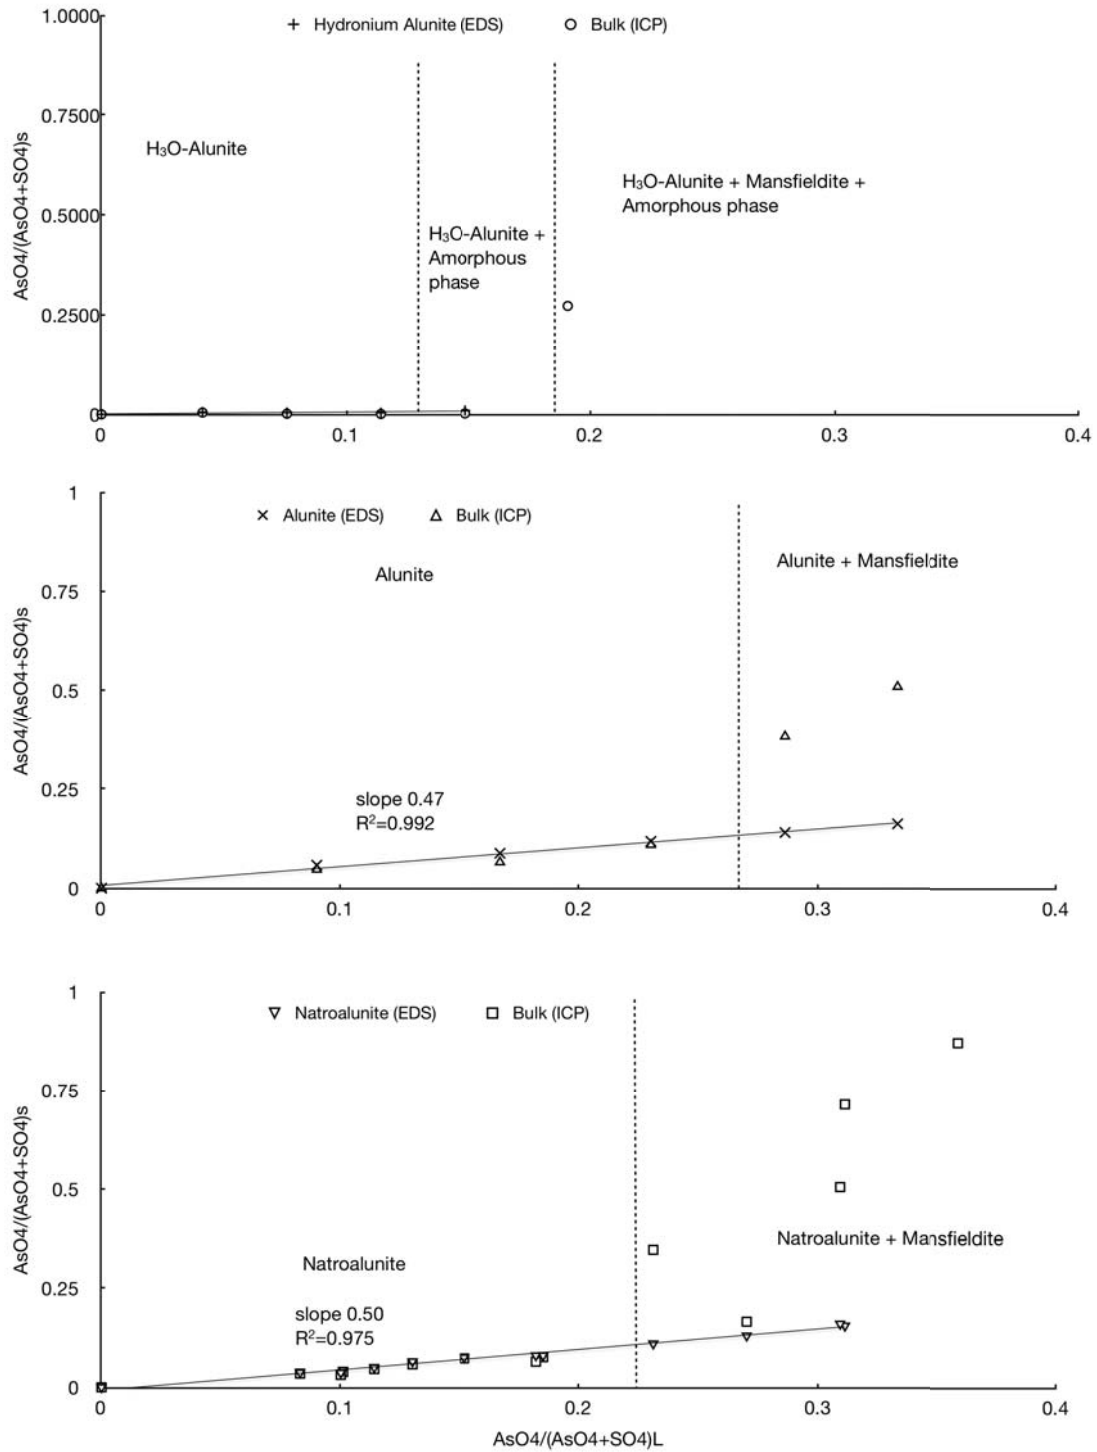 1.0000
+ Hydronium Alunite (EDS) ○ Bulk (ICP)
0.7500
H₃O-Alunite
H₃O-Alunite + Mansfieldite +
Amorphous phase
0.5000
H₃O-Alunite +
Amorphous
phase
0.2500
0
AsO4/(AsO4+SO4)s
0 0.1 0.2 0.3 0.4
1
× Alunite (EDS) △ Bulk (ICP)
Alunite + Mansfieldite
Alunite
0.75
0.5
0.25
slope 0.47
R²=0.992
0
AsO4/(AsO4+SO4)s
0 0.1 0.2 0.3 0.4
1
▽ Natroalunite (EDS) □ Bulk (ICP)
0.75
0.5
Natroalunite + Mansfieldite
Natroalunite
0.25
slope 0.50
R²=0.975
0
AsO4/(AsO4+SO4)s
0 0.1 0.2 0.3 0.4
AsO4/(AsO4+SO4)L